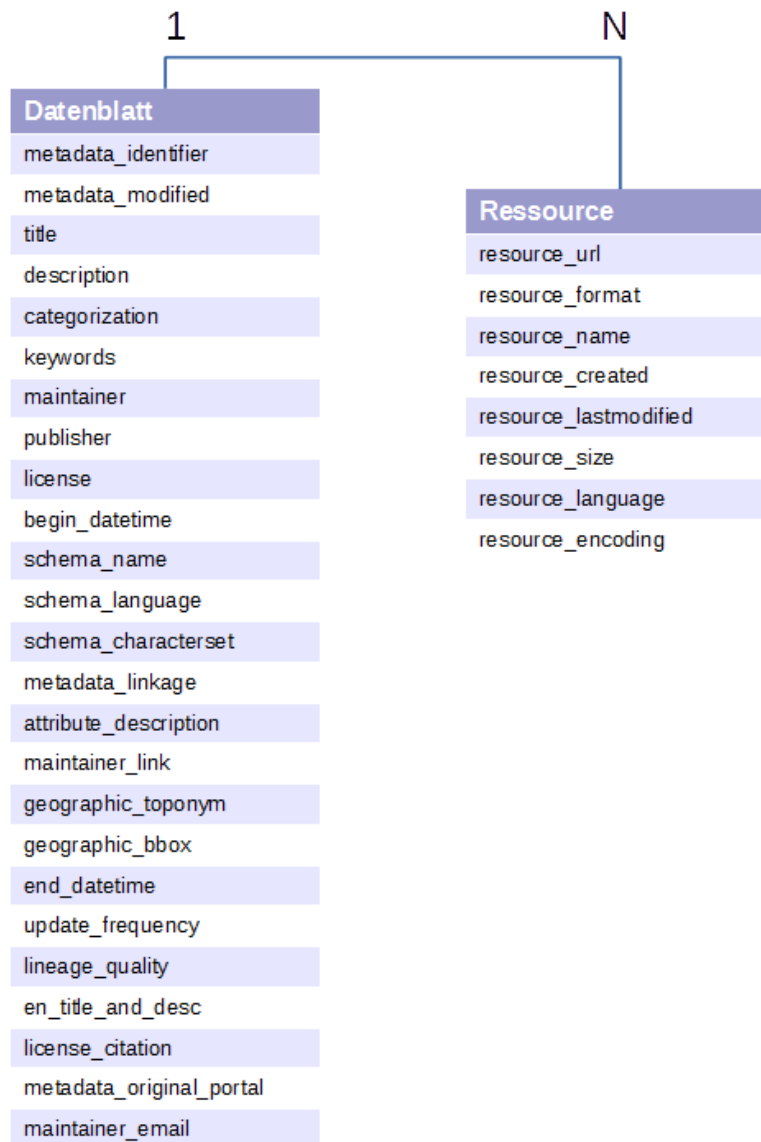 1
N
Datenblatt
metadata_identifier
metadata_modified
title
description
categorization
keywords
maintainer
publisher
license
begin_datetime
schema_name
schema_language
schema_characterset
metadata_linkage
attribute_description
maintainer_link
geographic_toponym
geographic_bbox
end_datetime
update_frequency
lineage_quality
en_title_and_desc
license_citation
metadata_original_portal
maintainer_email
Ressource
resource_url
resource_format
resource_name
resource_created
resource_lastmodified
resource_size
resource_language
resource_encoding